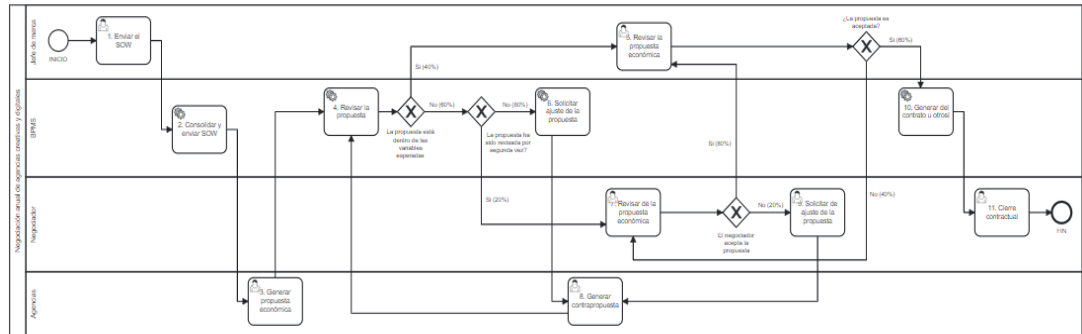 Negociación anual de agencias creativas y digitales
Jefe de marca
INICIO
1. Enviar el
SOW
5. Revisar la
propuesta
económica
¿La propuesta es
aceptada?
Si (40%)
Si (60%)
BPMS
2. Consolidar y
enviar SOW
4. Revisar la
propuesta
No (60%)
La propuesta está
dentro de las
variables
esperadas
No (80%)
La propuesta ha
sido revisada por
segunda vez?
6. Solicitar
ajuste de la
propuesta
Si (80%)
10. Generar del
contrato u otrosí
Negociador
Si (20%)
7. Revisar de la
propuesta
económica
No (20%)
El negociador
acepta la
propuesta
9. Solicitar de
ajuste de la
propuesta
No (40%)
11. Cierre
contractual
FIN
Agencias
3. Generar
propuesta
económica
8. Generar
contrapropuesta